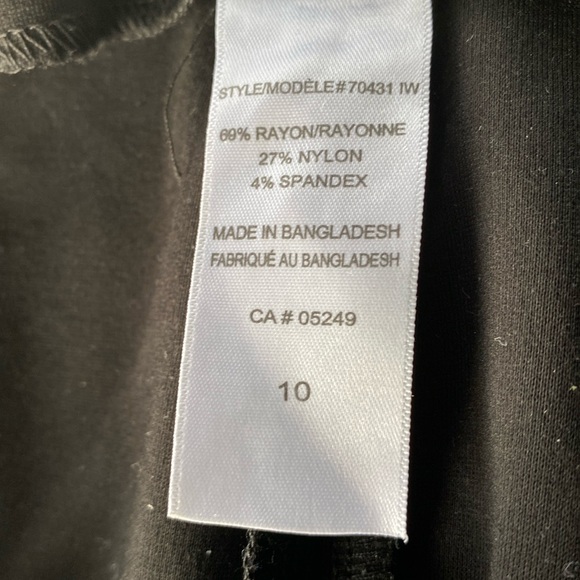 STYLE/MODÈLE#70431 IW
69% RAYON/RAYONNE
27% NYLON
4% SPANDEX
MADE IN BANGLADESH
FABRIQUÉ AU BANGLADESH
CA # 05249
10